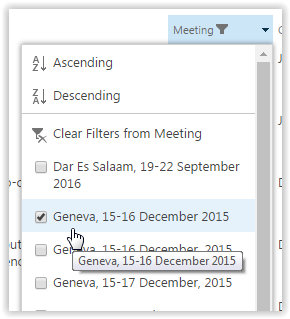 Meeting
Ascending
Descending
Clear Filters from Meeting
Dar Es Salaam, 19-22 September
2016
Geneva, 15-16 December 2015
Geneva, 15-16 December 2015
Geneva, 15-16 December 2015
Geneva, 15-17 December 2015,